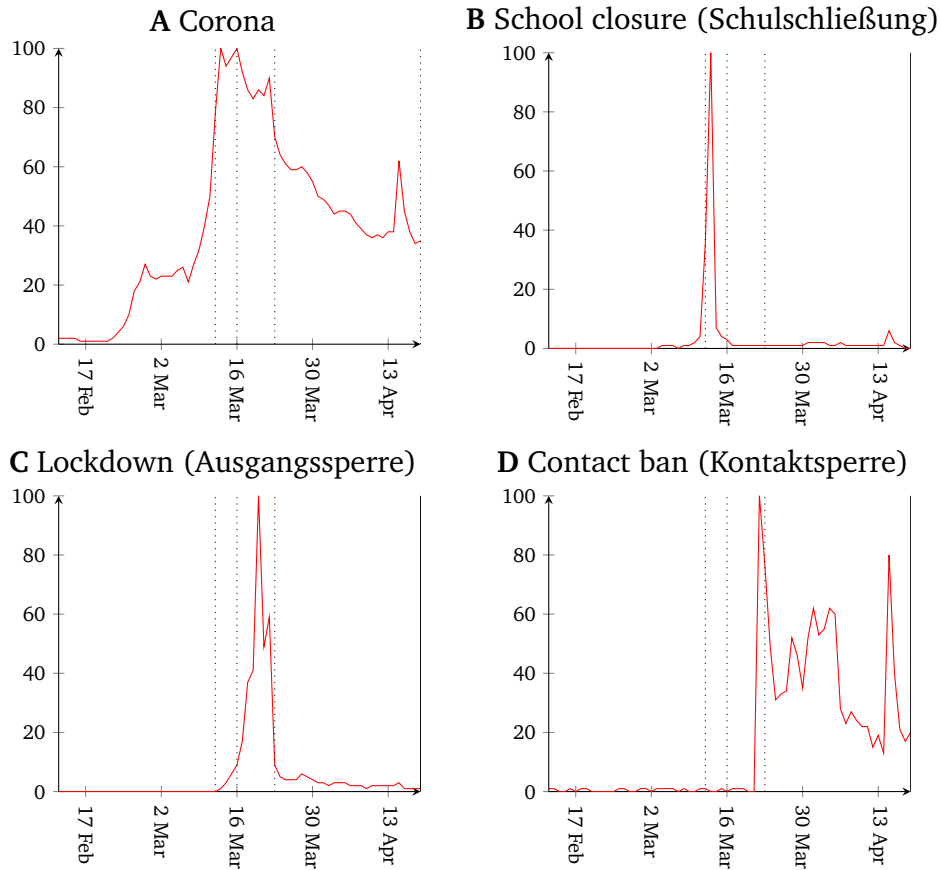 A Corona
100
80
60
40
20
0
17 Feb
2 Mar
16 Mar
30 Mar
13 Apr
B School closure (Schulschließung)
100
80
60
40
20
0
17 Feb
2 Mar
16 Mar
30 Mar
13 Apr
C Lockdown (Ausgangssperre)
100
80
60
40
20
0
17 Feb
2 Mar
16 Mar
30 Mar
13 Apr
D Contact ban (Kontaktsperre)
100
80
60
40
20
0
17 Feb
2 Mar
16 Mar
30 Mar
13 Apr